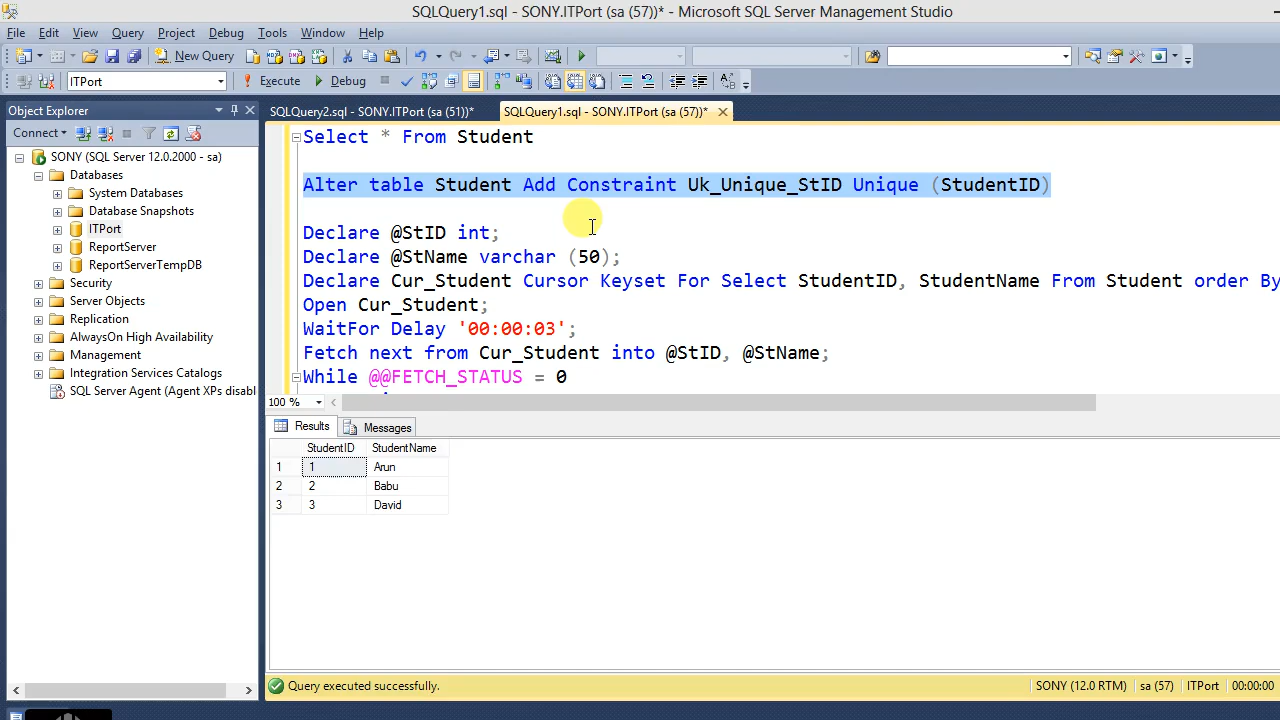 SQLQuery1.sql - SONY.ITPort (sa (57))* - Microsoft SQL Server Management Studio
File Edit View Query Project Debug Tools Window Help
New Query
ITPort Execute Debug
Object Explorer
Connect
SONY (SQL Server 12.0.2000 - sa)
Databases
System Databases
Database Snapshots
ITPort
ReportServer
ReportServerTempDB
Security
Server Objects
Replication
AlwaysOn High Availability
Management
Integration Services Catalogs
SQL Server Agent (Agent XPs disabl
SQLQuery2.sql - SONY.ITPort (sa (51))* SQLQuery1.sql - SONY.ITPort (sa (57))*
Select * From Student
Alter table Student Add Constraint Uk_Unique_StID Unique (StudentID)
Declare @StID int;
Declare @StName varchar (50);
Declare Cur_Student Cursor Keyset For Select StudentID, StudentName From Student order By
Open Cur_Student;
WaitFor Delay '00:00:03';
Fetch next from Cur_Student into @StID, @StName;
While @@FETCH_STATUS = 0
100 %
Results Messages
StudentID StudentName
1 1 Arun
2 2 Babu
3 3 David
Query executed successfully. SONY (12.0 RTM) sa (57) ITPort 00:00:00